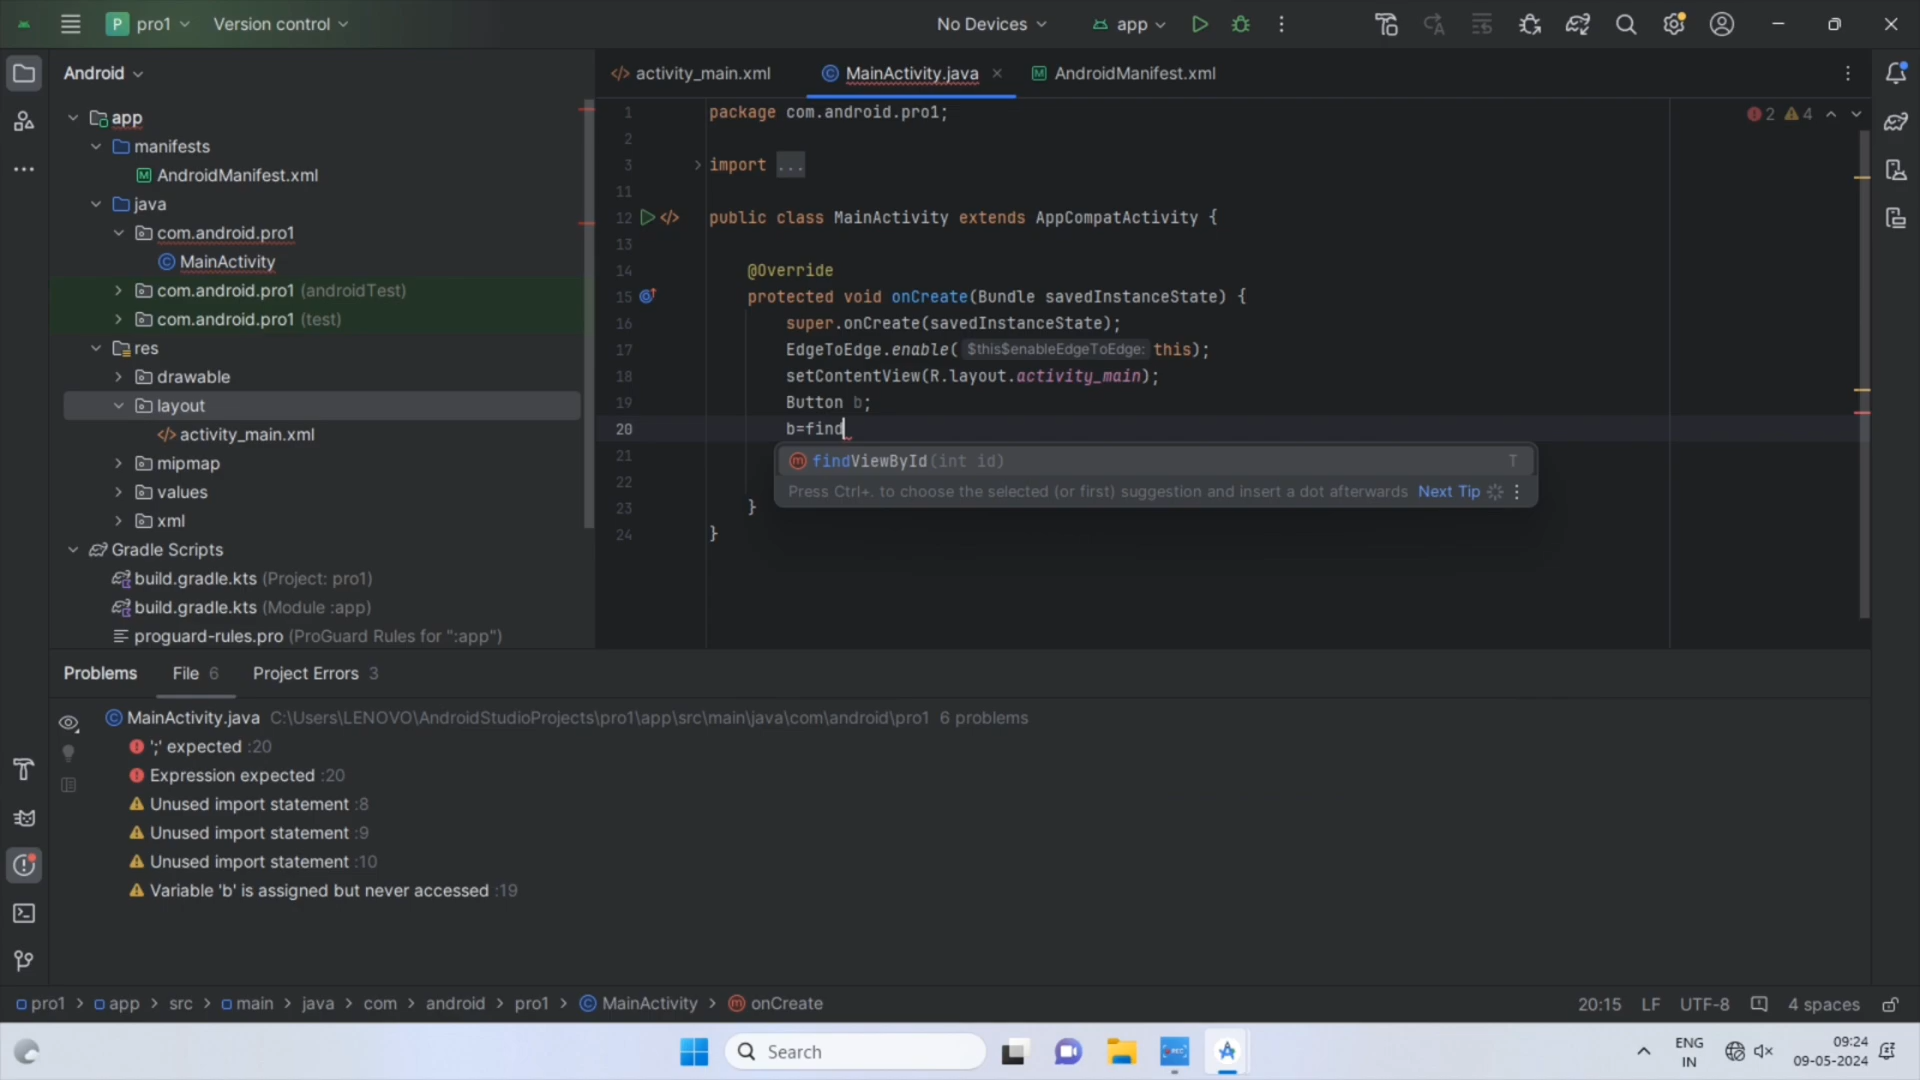 P pro1 Version control No Devices app
Android
activity_main.xml MainActivity.java AndroidManifest.xml
app
manifests
AndroidManifest.xml
java
com.android.pro1
MainActivity
com.android.pro1 (androidTest)
com.android.pro1 (test)
res
drawable
layout
activity_main.xml
mipmap
values
xml
Gradle Scripts
build.gradle.kts (Project: pro1)
build.gradle.kts (Module :app)
proguard-rules.pro (ProGuard Rules for ":app")
2 4
1 package com.android.pro1;
2
3 import ...
11
12 public class MainActivity extends AppCompatActivity {
13
14 @Override
15 protected void onCreate(Bundle savedInstanceState) {
16 super.onCreate(savedInstanceState);
17 EdgeToEdge.enable( $this$enableEdgeToEdge: this);
18 setContentView(R.layout.activity_main);
19 Button b;
20 b=find
21 findViewById(int id) T
22 Press Ctrl+. to choose the selected (or first) suggestion and insert a dot afterwards Next Tip
23 }
24 }
Problems File 6 Project Errors 3
MainActivity.java C:\Users\LENOVO\AndroidStudioProjects\pro1\app\src\main\java\com\android\pro1 6 problems
';' expected :20
Expression expected :20
Unused import statement :8
Unused import statement :9
Unused import statement :10
Variable 'b' is assigned but never accessed :19
pro1 > app > src > main > java > com > android > pro1 > MainActivity > onCreate
20:15 LF UTF-8 4 spaces
Search
REC
ENG
IN
09:24
09-05-2024